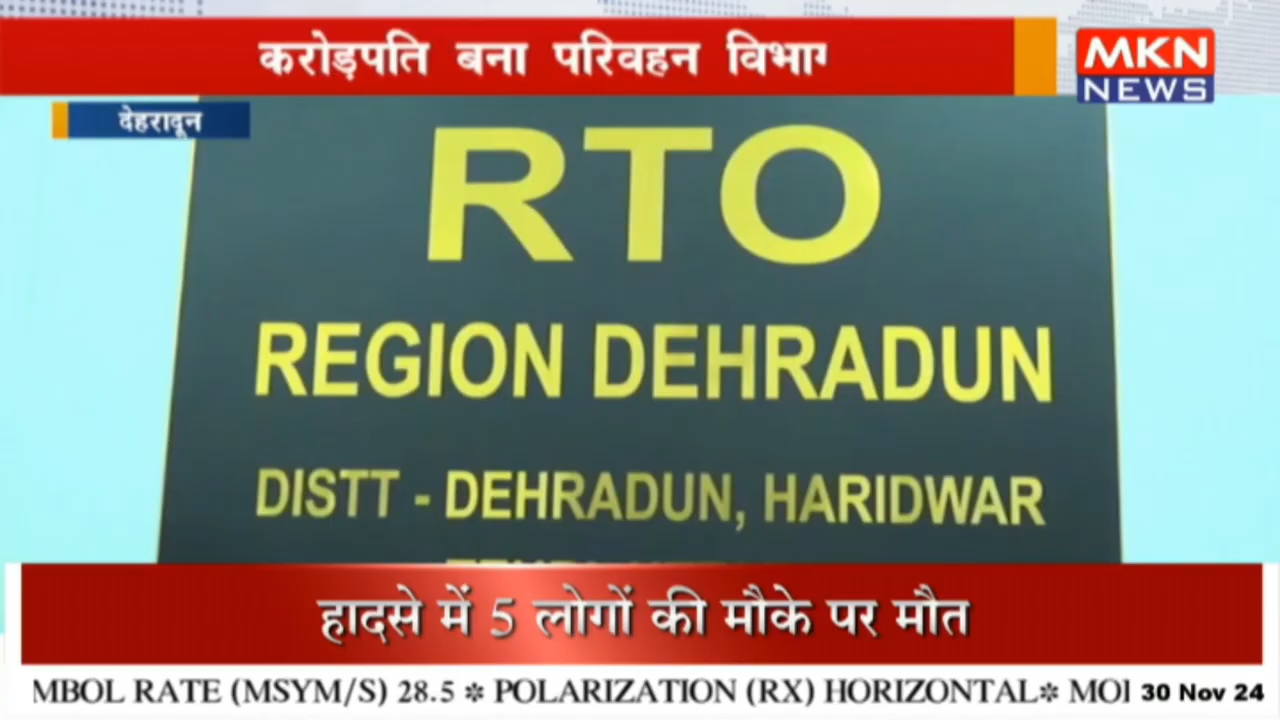 करोड़पति बना परिवहन विभाग
MKN
NEWS
देहरादून
RTO
REGION DEHRADUN
DISTT - DEHRADUN, HARIDWAR
हादसे में 5 लोगों की मौके पर मौत
MBOL RATE (MSYM/S) 28.5 ✲ POLARIZATION (RX) HORIZONTAL✲ 30 Nov 24